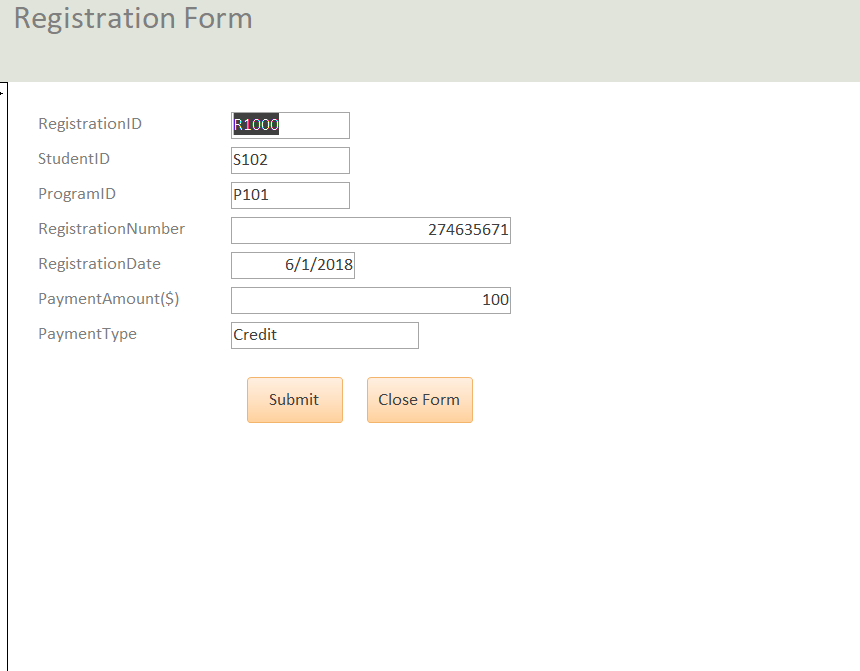 Registration Form
RegistrationID R1000
StudentID S102
ProgramID P101
RegistrationNumber 274635671
RegistrationDate 6/1/2018
PaymentAmount($) 100
PaymentType Credit
Submit Close Form